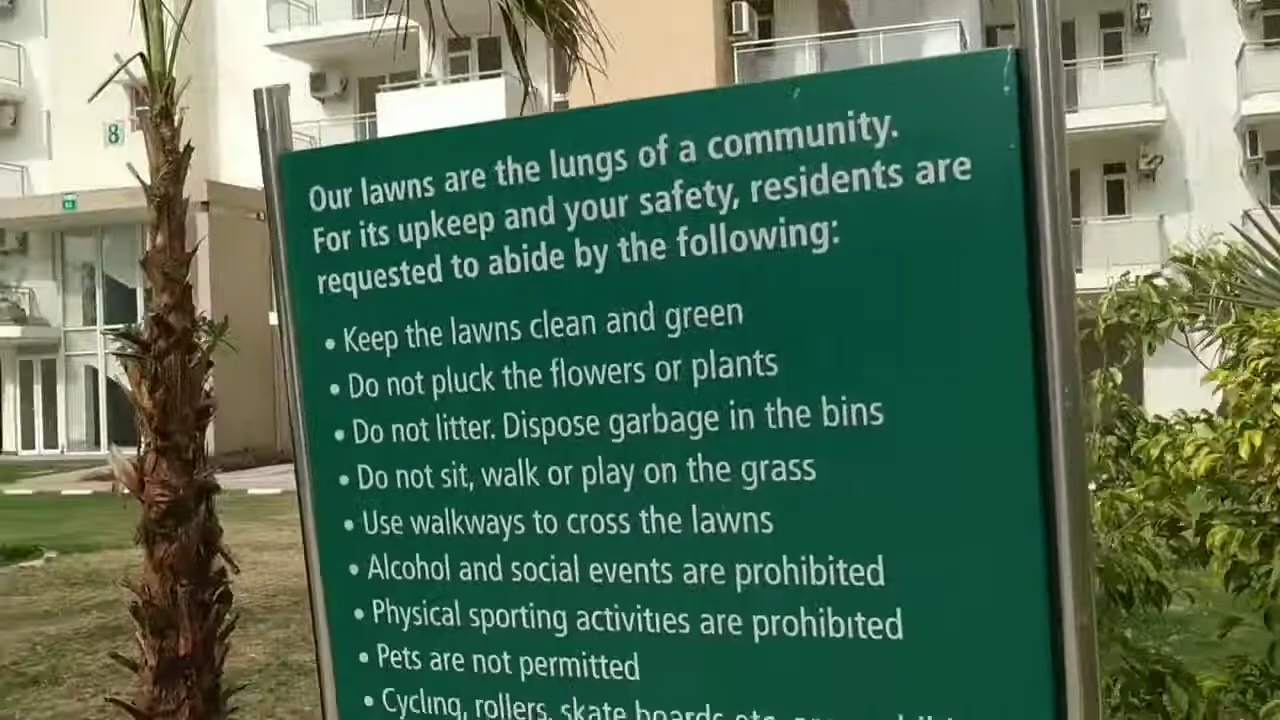 8
Our lawns are the lungs of a community.
For its upkeep and your safety, residents are
requested to abide by the following:
• Keep the lawns clean and green
• Do not pluck the flowers or plants
• Do not litter. Dispose garbage in the bins
• Do not sit, walk or play on the grass
• Use walkways to cross the lawns
• Alcohol and social events are prohibited
• Physical sporting activities are prohibited
• Pets are not permitted
• Cycling, rollers, skate boards etc.